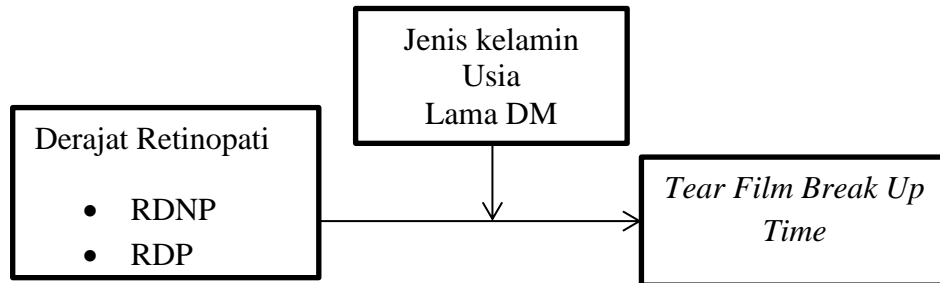 Jenis kelamin
Usia
Lama DM
Derajat Retinopati
• RDNP
• RDP
Tear Film Break Up
Time